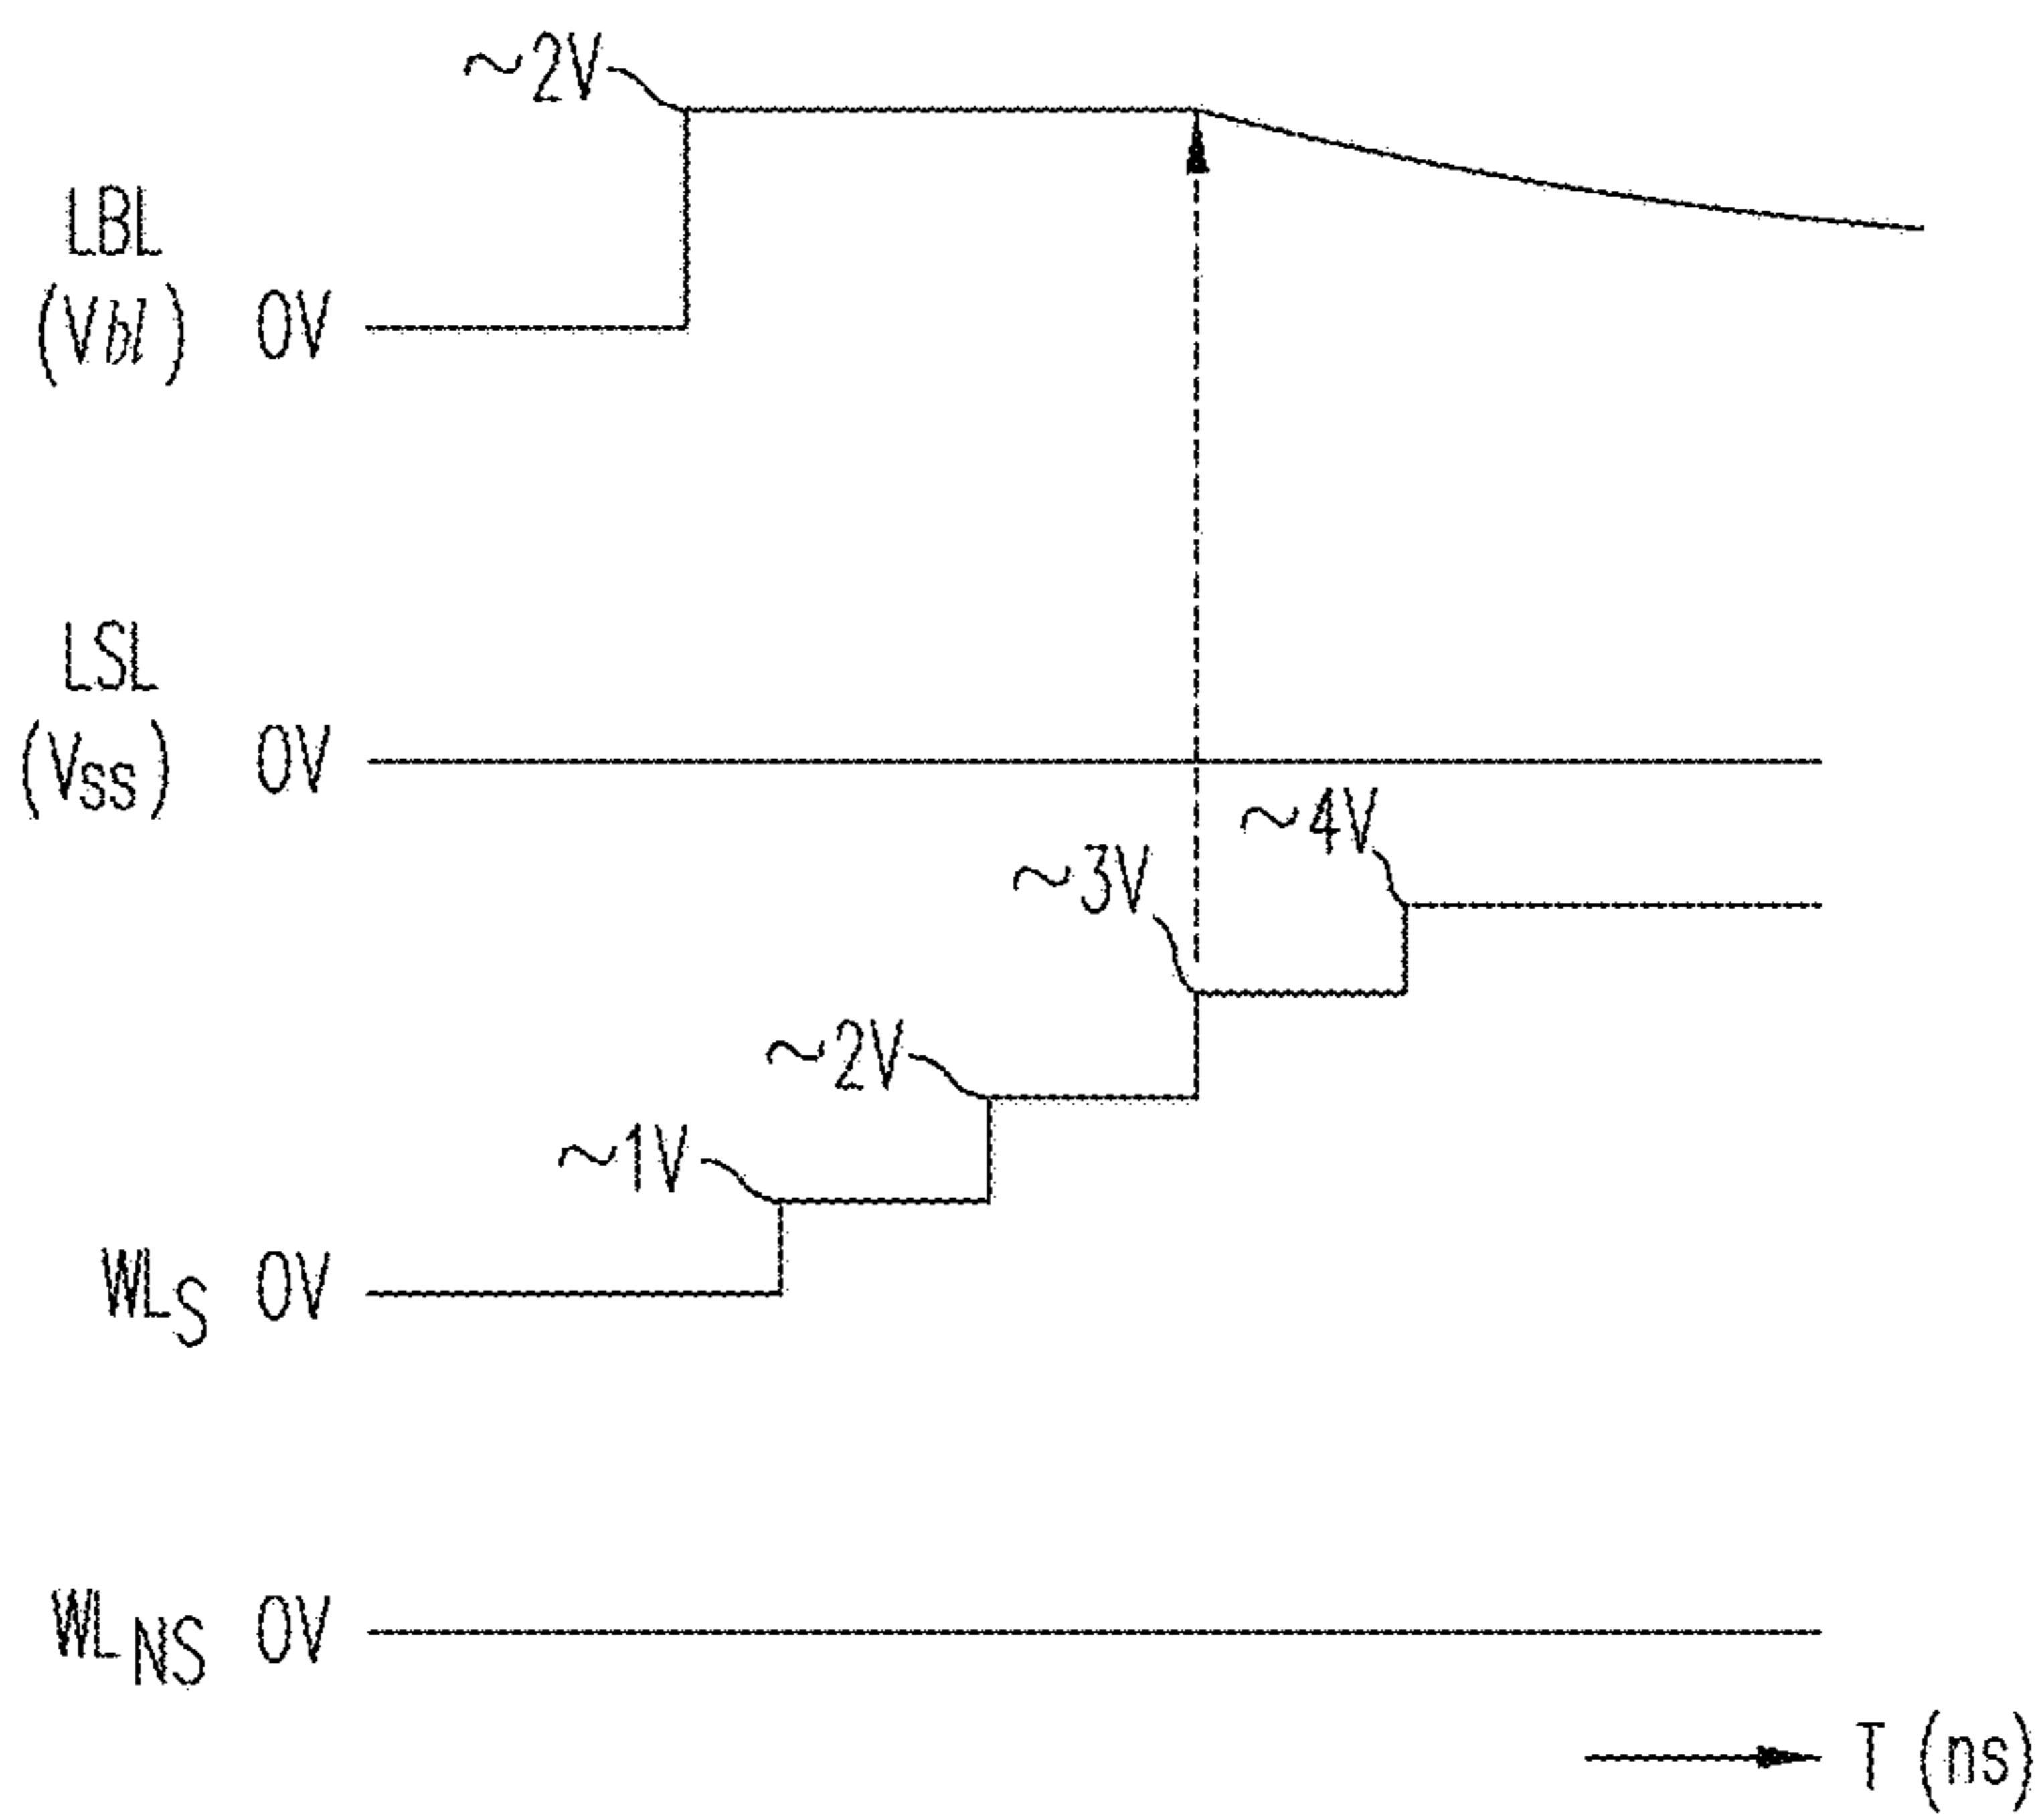 ~2V
LBL
(Vbl) 0V
LSL
(VSS) 0V
~4V
~3V
~2V
~1V
WLS 0V
WLNS 0V
T (ns)